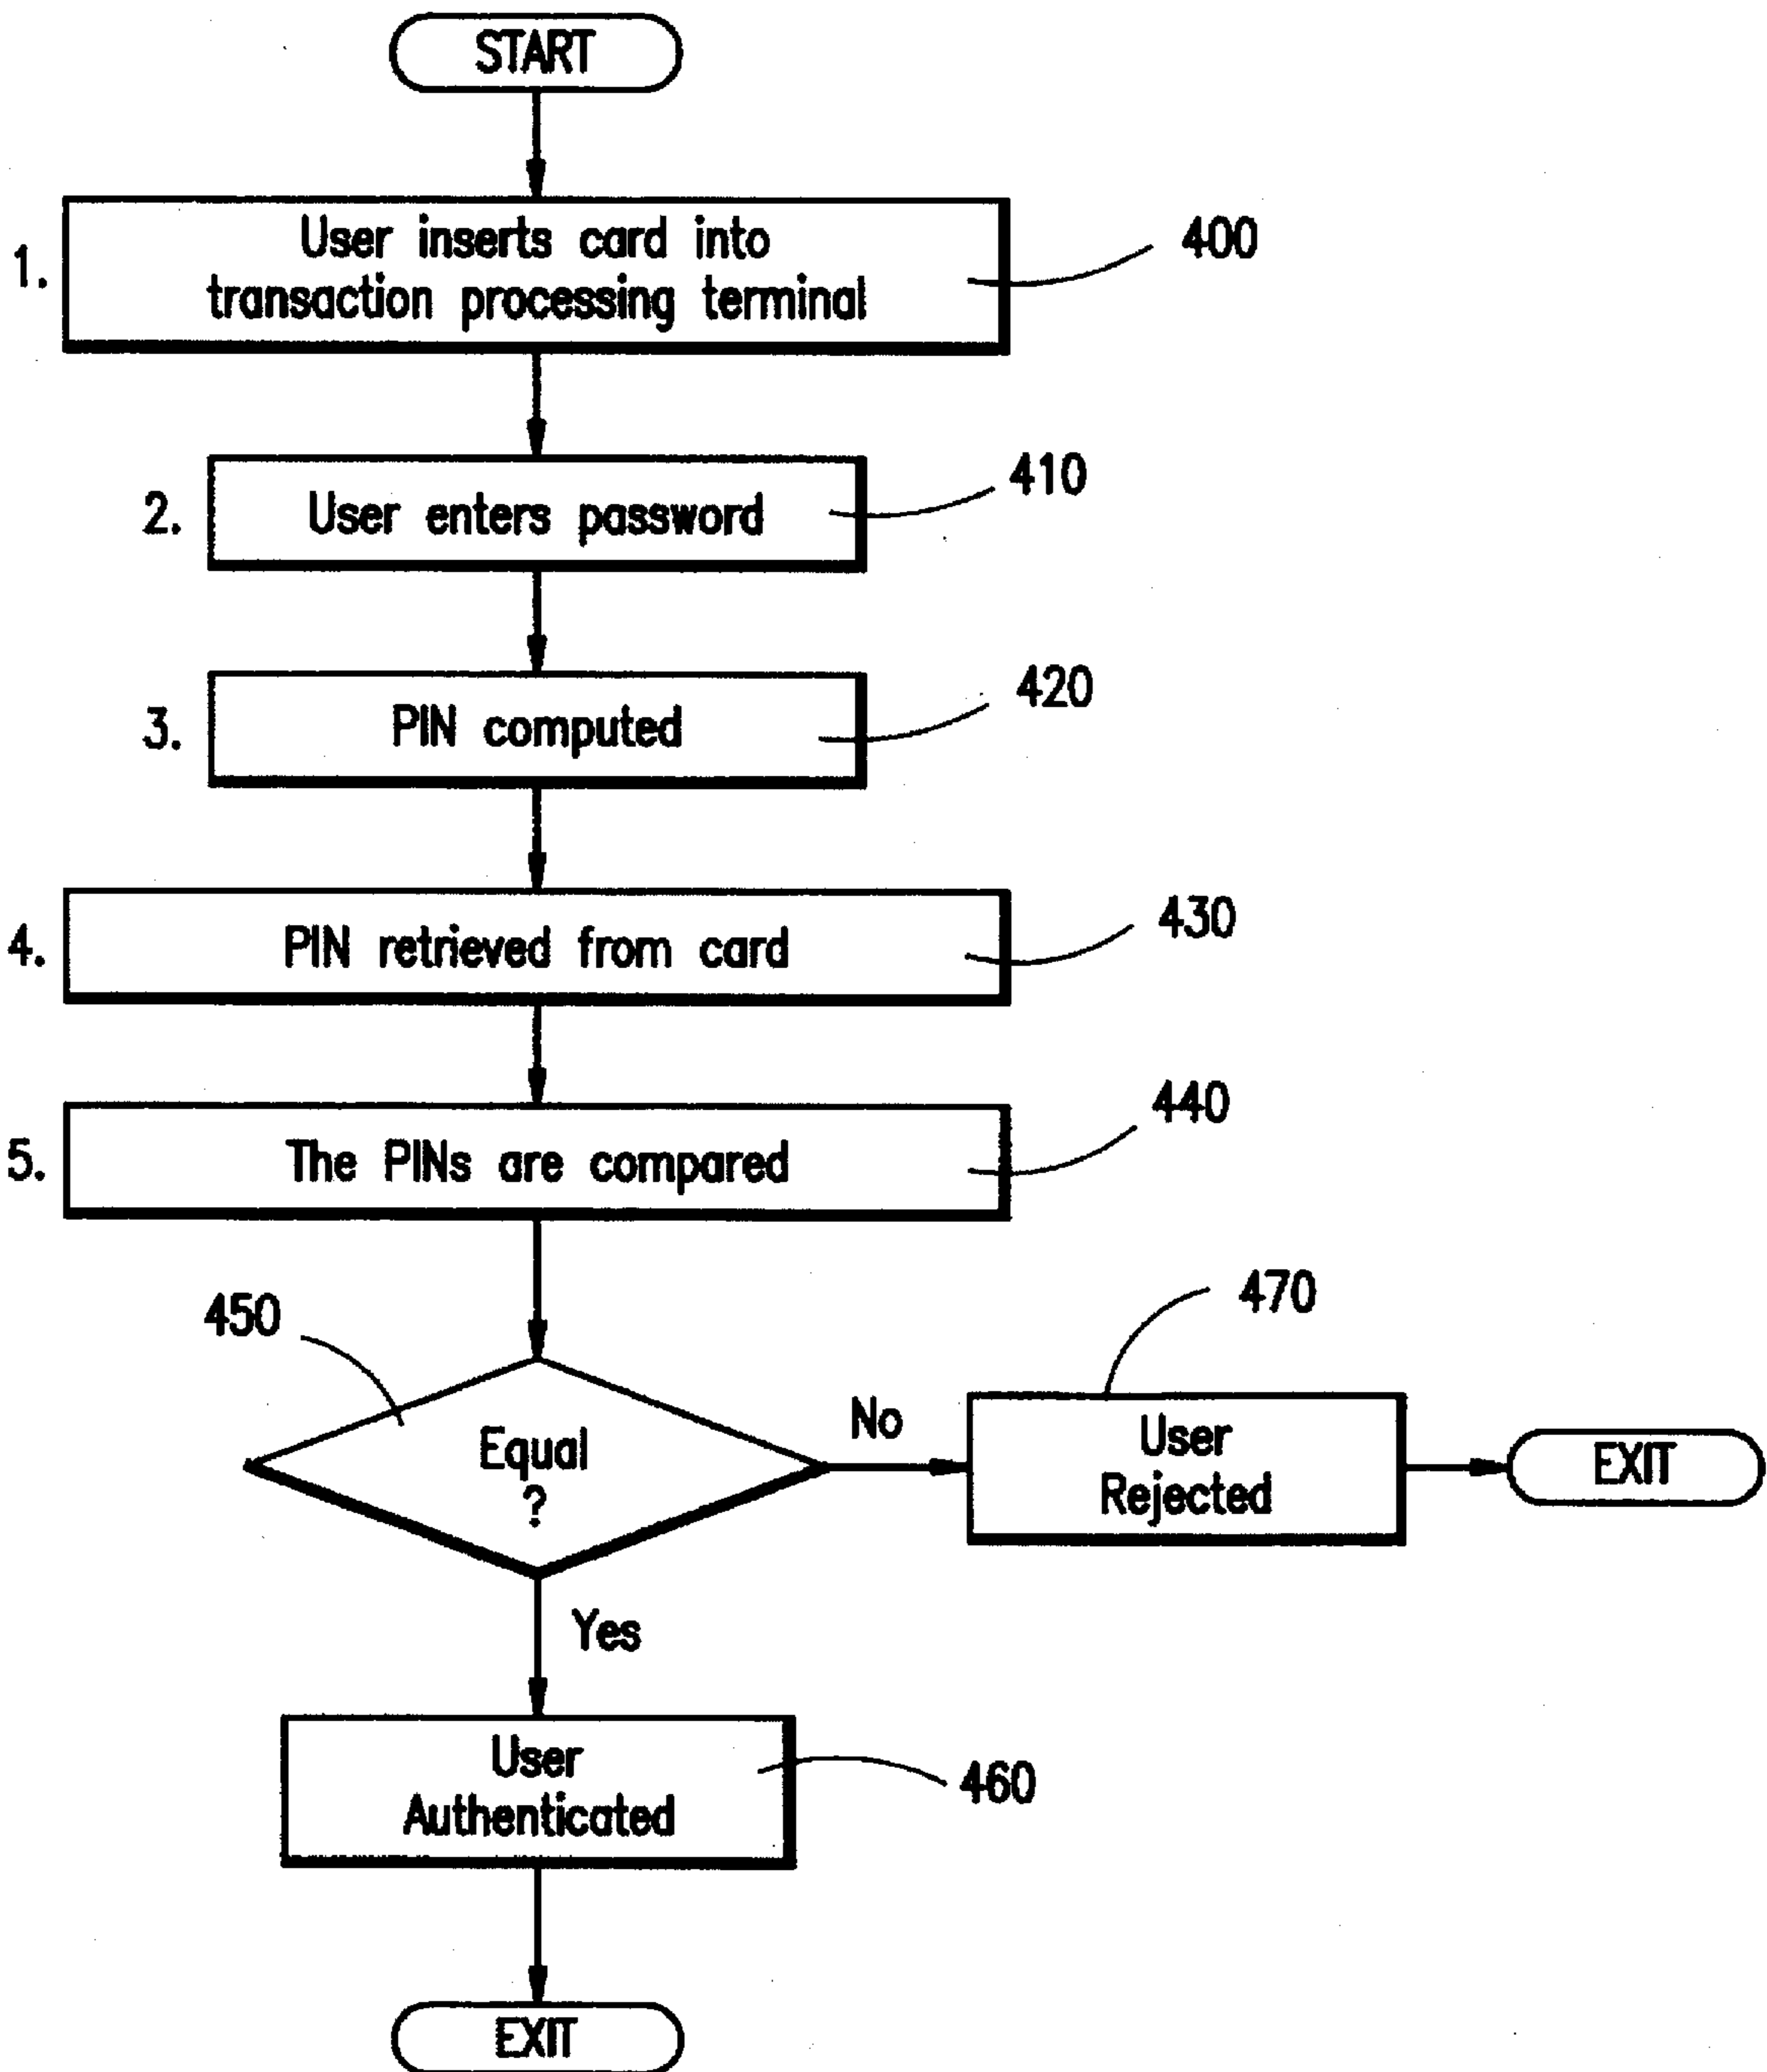 START
1.
User inserts card into
transaction processing terminal
400
2.
User enters password
410
3.
PIN computed
420
4.
PIN retrieved from card
430
5.
The PINs are compared
440
450
Equal
?
No
470
User
Rejected
EXIT
Yes
User
Authenticated
460
EXIT